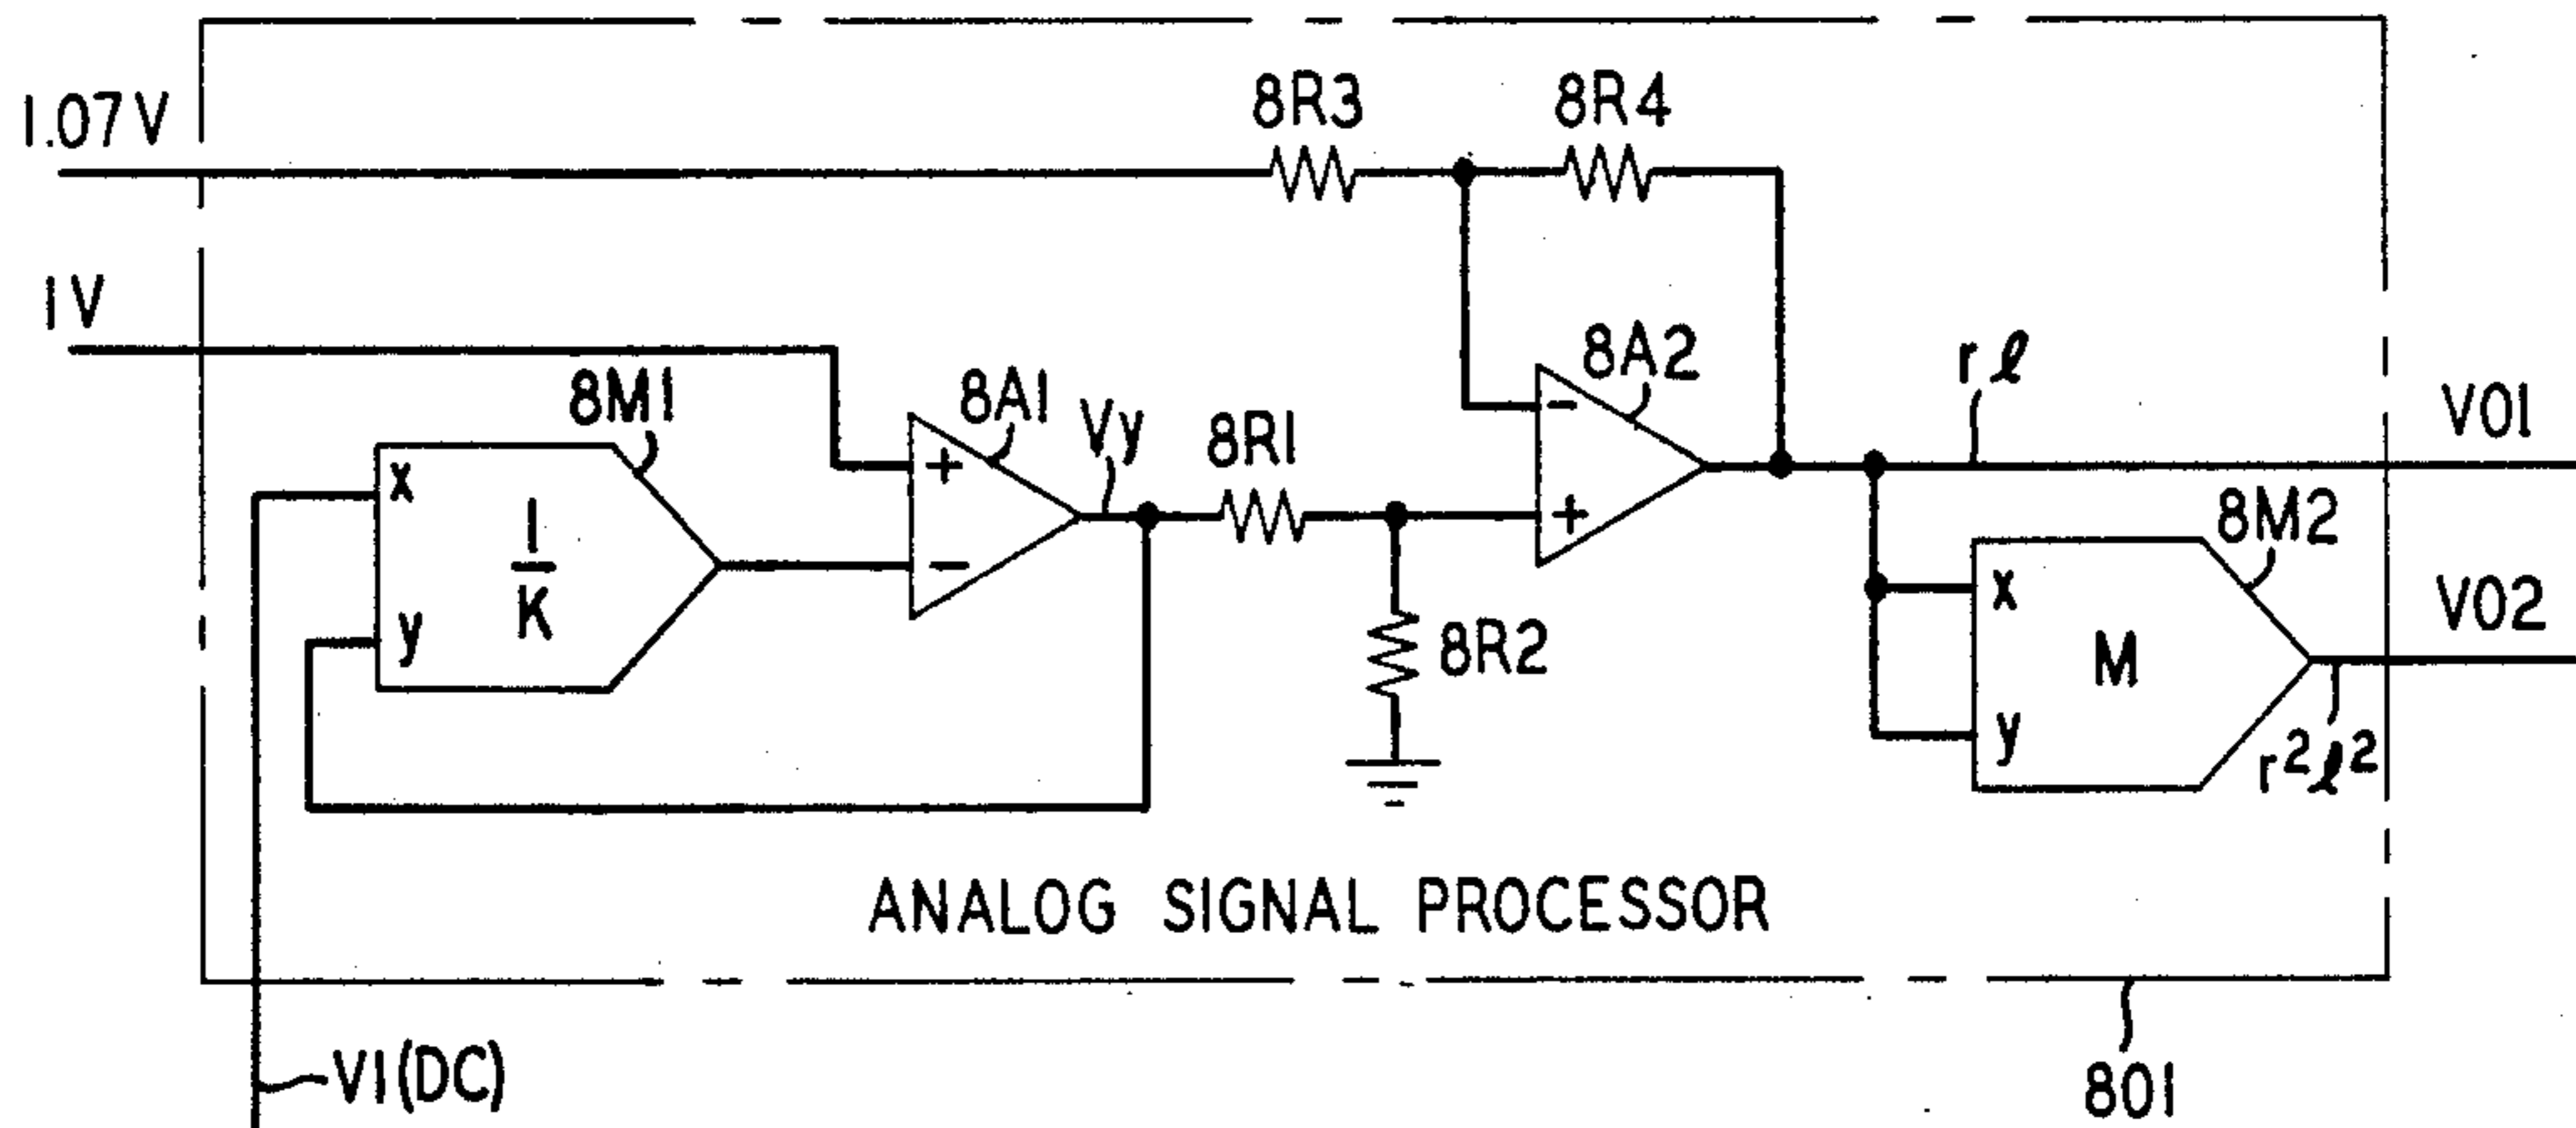 1.07V
8R3
8R4
1V
8M1
8A1
Vy
8R1
8A2
rℓ
V01
x
1/K
y
+
−
−
+
8R2
8M2
x
M
y
V02
r²ℓ²
ANALOG SIGNAL PROCESSOR
V1(DC)
801